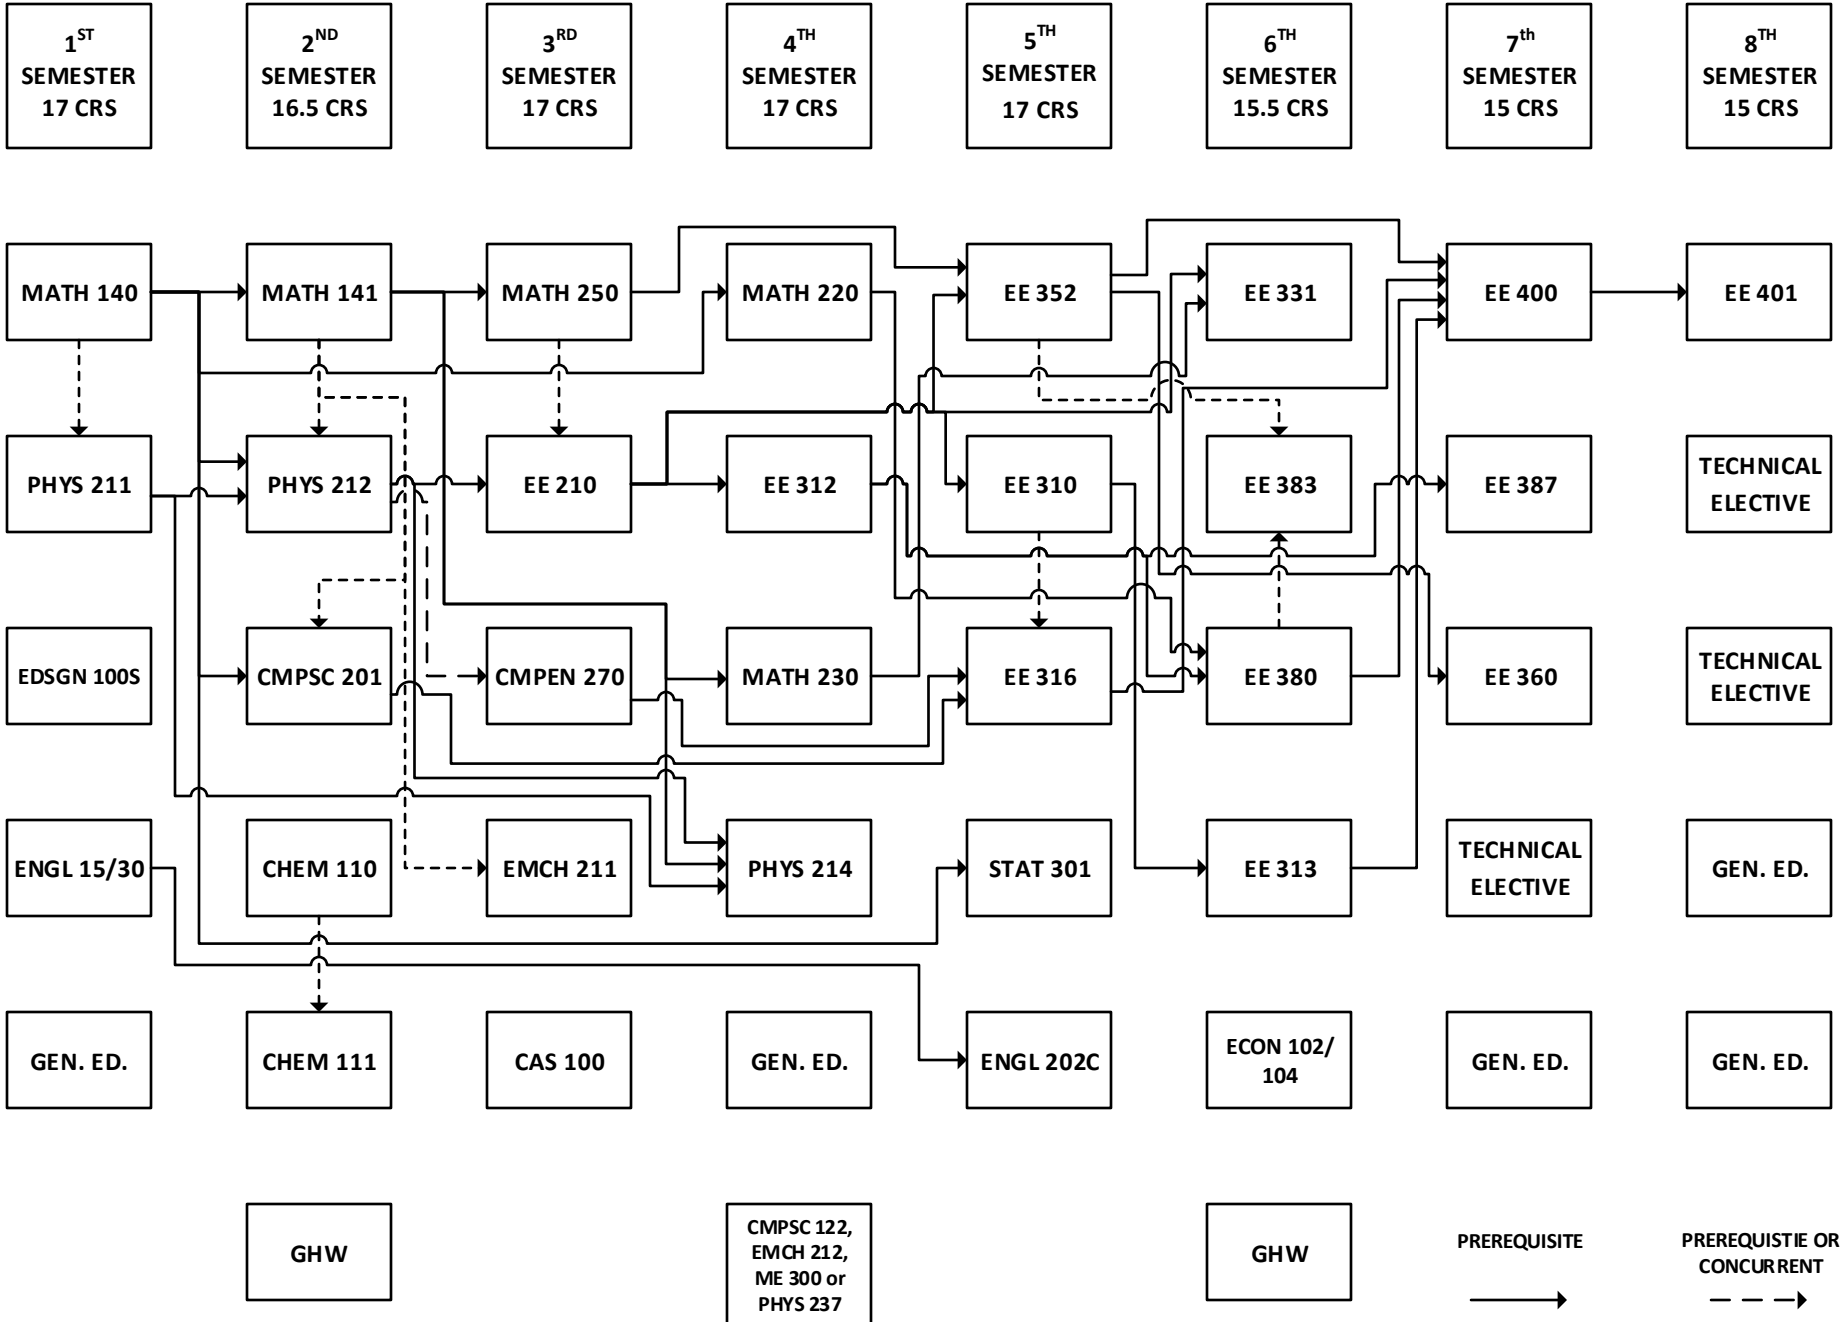 1ST
SEMESTER
17 CRS
2ND
SEMESTER
16.5 CRS
3RD
SEMESTER
17 CRS
4TH
SEMESTER
17 CRS
5TH
SEMESTER
17 CRS
6TH
SEMESTER
15.5 CRS
7th
SEMESTER
15 CRS
8TH
SEMESTER
15 CRS
MATH 140
MATH 141
MATH 250
MATH 220
EE 352
EE 331
EE 400
EE 401
PHYS 211
PHYS 212
EE 210
EE 312
EE 310
EE 383
EE 387
TECHNICAL
ELECTIVE
EDSGN 100S
CMPSC 201
CMPEN 270
MATH 230
EE 316
EE 380
EE 360
TECHNICAL
ELECTIVE
ENGL 15/30
CHEM 110
EMCH 211
PHYS 214
STAT 301
EE 313
TECHNICAL
ELECTIVE
GEN. ED.
GEN. ED.
CHEM 111
CAS 100
GEN. ED.
ENGL 202C
ECON 102/
104
GEN. ED.
GEN. ED.
GHW
CMPSC 122,
EMCH 212,
ME 300 or
PHYS 237
GHW
PREREQUISITE
PREREQUISTIE OR
CONCURRENT